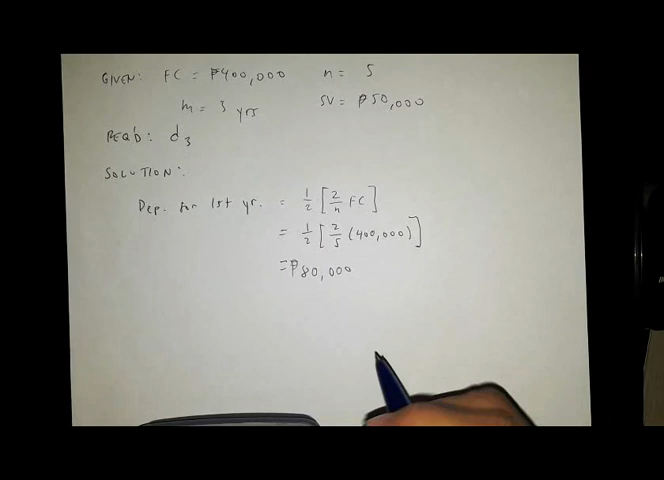 GIVEN: FC = ₱400,000 n = 5
m = 3 yrs SV = ₱50,000
REQ'D: d3
SOLUTION:
Dep. for 1st yr. = 1/2 [2/n FC]
= 1/2 [2/5 (400,000)]
= ₱80,000